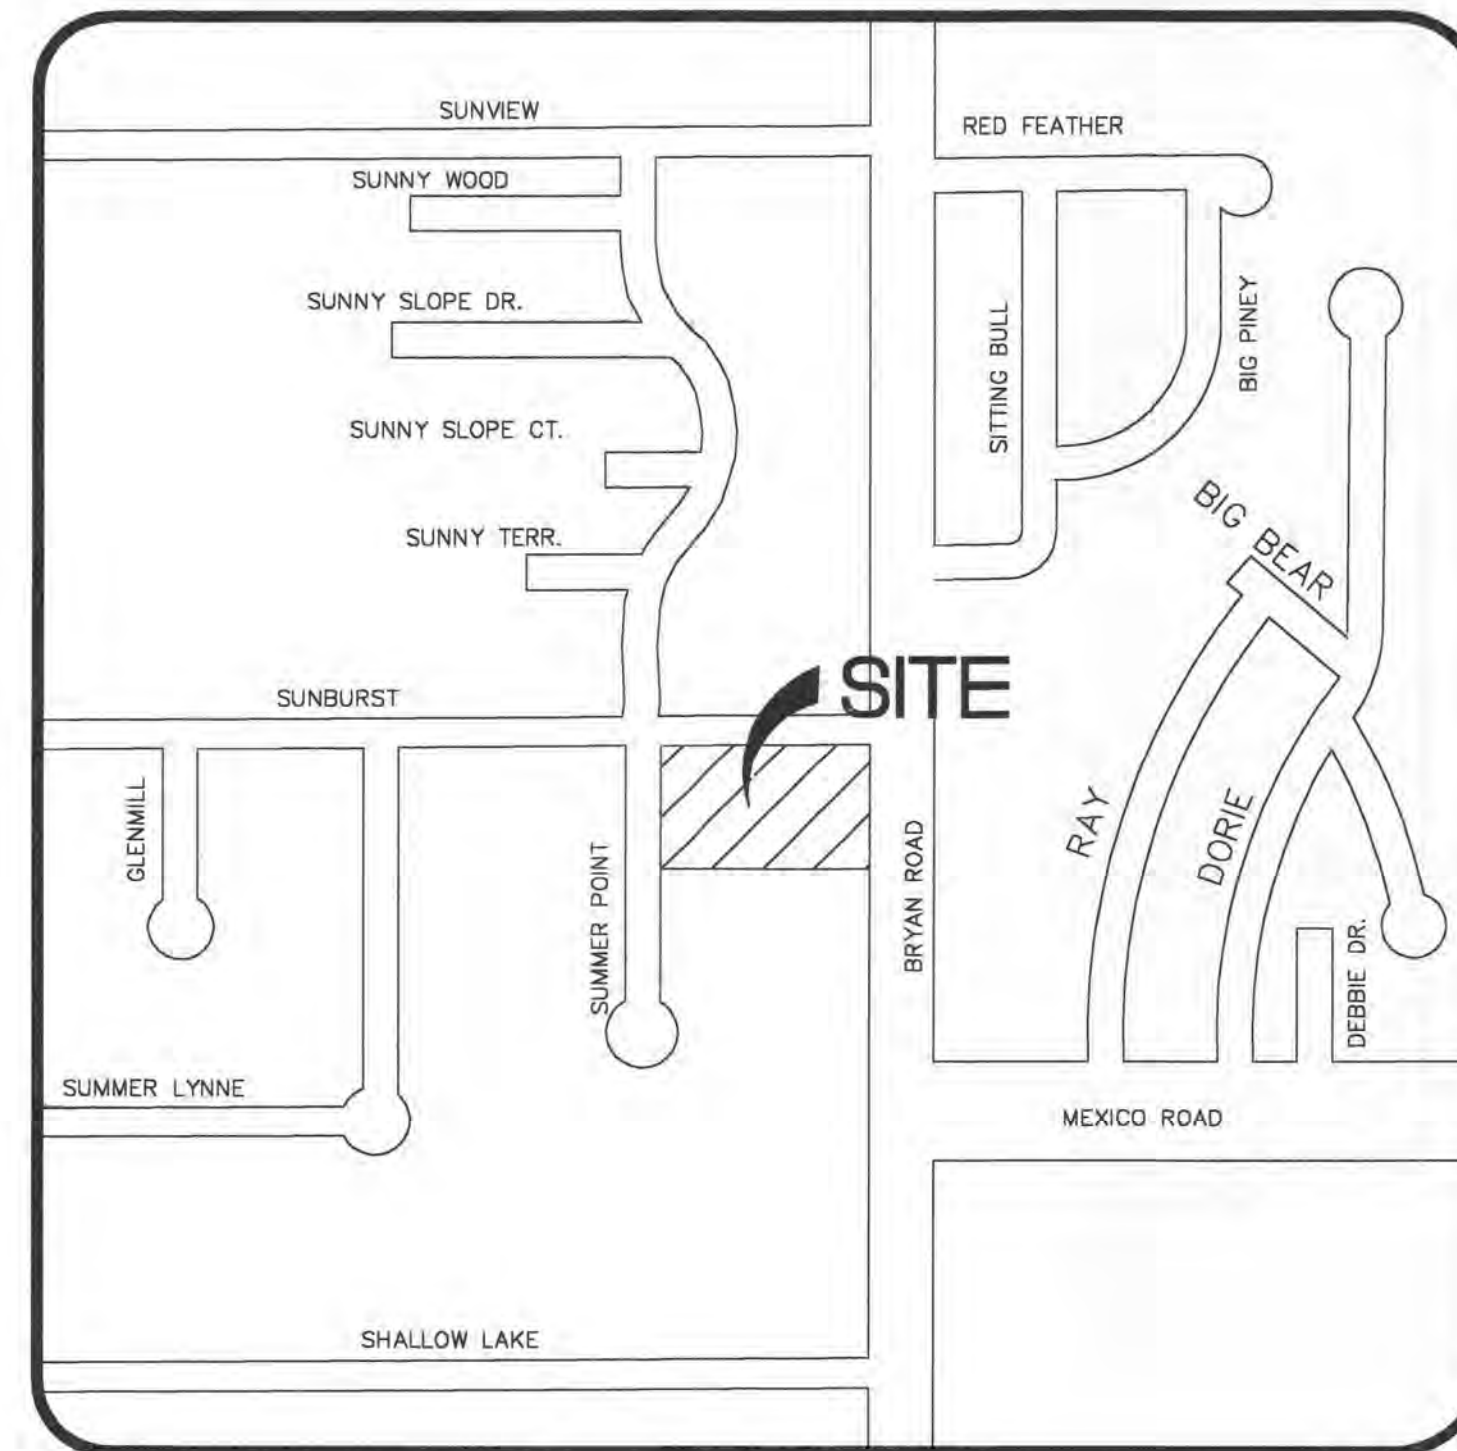 SUNVIEW
RED FEATHER
SUNNY WOOD
SUNNY SLOPE DR.
SITTING BULL
BIG PINEY
SUNNY SLOPE CT.
BIG BEAR
SUNNY TERR.
SITE
SUNBURST
GLENMILL
SUMMER POINT
BRYAN ROAD
RAY
DORIE
DEBBIE DR.
SUMMER LYNNE
MEXICO ROAD
SHALLOW LAKE